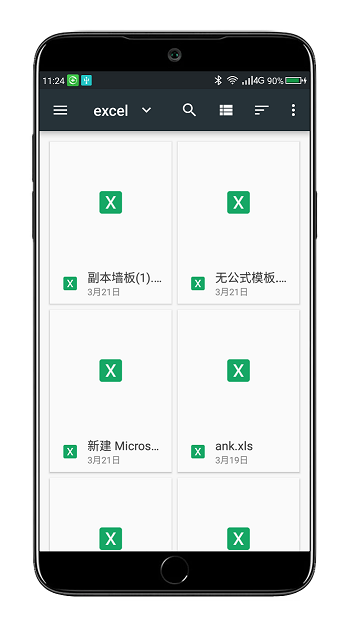 11:24 4G 90%
excel
副本墙板(1)....
3月21日
无公式模板....
3月21日
新建 Micros...
3月21日
ank.xls
3月19日